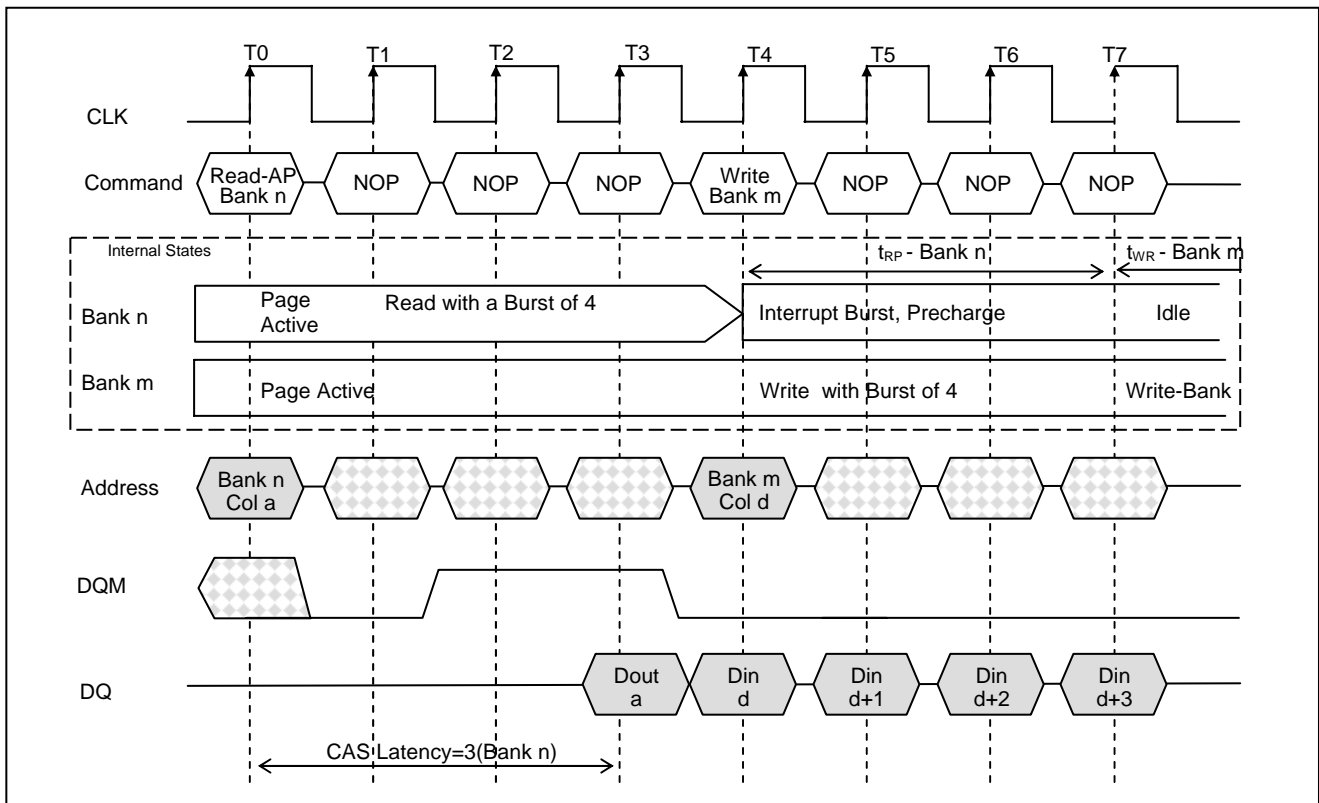 T0 T1 T2 T3 T4 T5 T6 T7
CLK
Command
Read-AP
Bank n
NOP
NOP
NOP
Write
Bank m
NOP
NOP
NOP
Internal States
tRP - Bank n
tWR - Bank m
Bank n
Page
Active
Read with a Burst of 4
Interrupt Burst, Precharge
Idle
Bank m
Page Active
Write with Burst of 4
Write-Bank
Address
Bank n
Col a
Bank m
Col d
DQM
DQ
Dout
a
Din
d
Din
d+1
Din
d+2
Din
d+3
CAS Latency=3(Bank n)